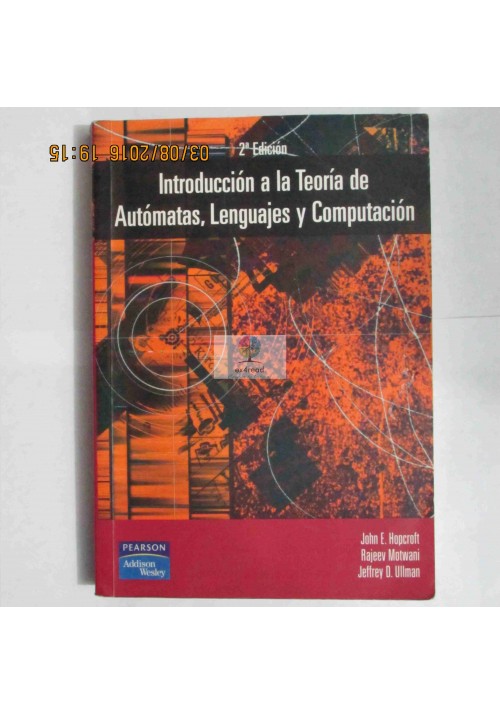 03/08/2016 19:15
2ª Edición
Introducción a la Teoría de
Autómatas, Lenguajes y Computación
os4read
John E. Hopcroft
Rajeev Motwani
Jeffrey D. Ullman
PEARSON
Addison
Wesley